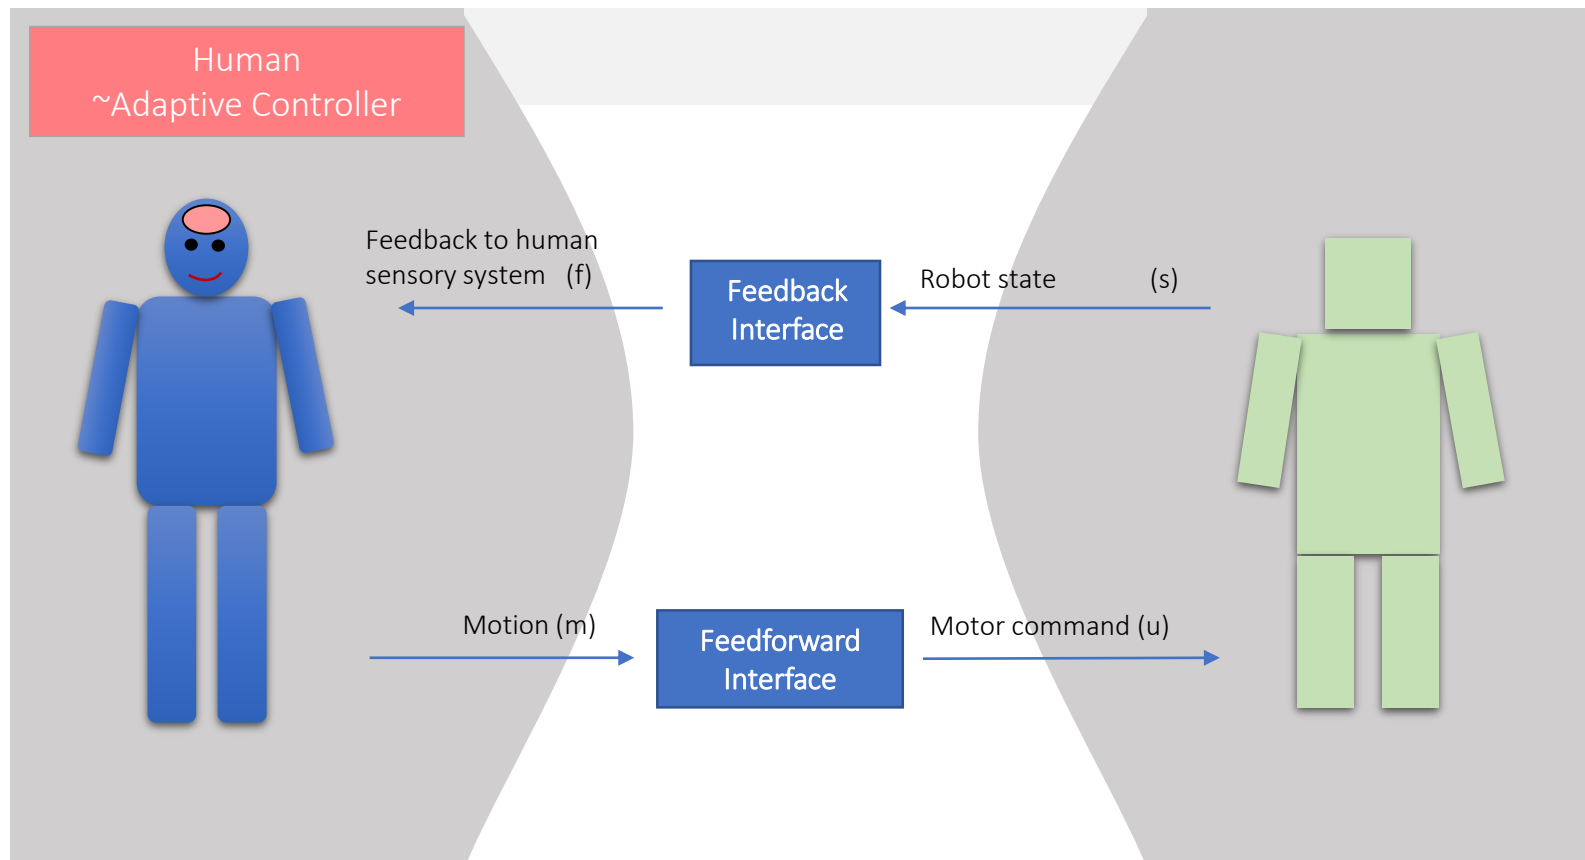 Human
~Adaptive Controller
Feedback to human
sensory system (f)
Feedback
Interface
Robot state (s)
Motion (m)
Feedforward
Interface
Motor command (u)